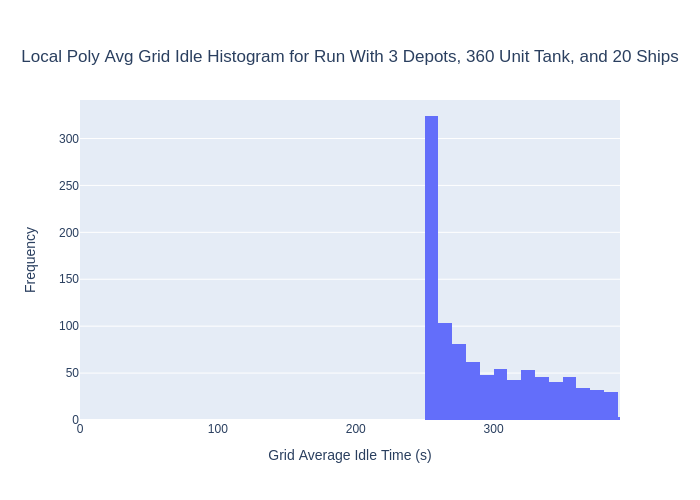 Local Poly Avg Grid Idle Histogram for Run With 3 Depots, 360 Unit Tank, and 20 Ships
300
250
200
150
100
50
0
Frequency
0 100 200 300
Grid Average Idle Time (s)